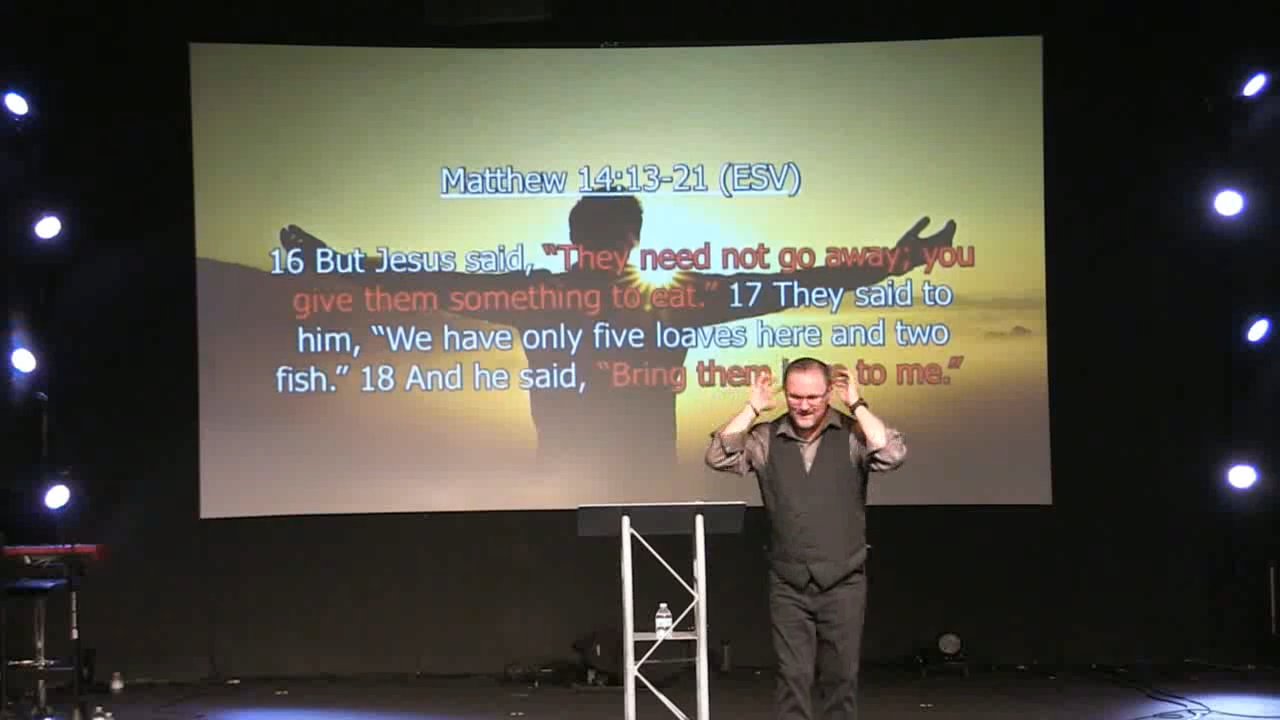 Matthew 14:13-21 (ESV)
16 But Jesus said, “They need not go away; you
give them something to eat.” 17 They said to
him, “We have only five loaves here and two
fish.” 18 And he said, “Bring them to me.”